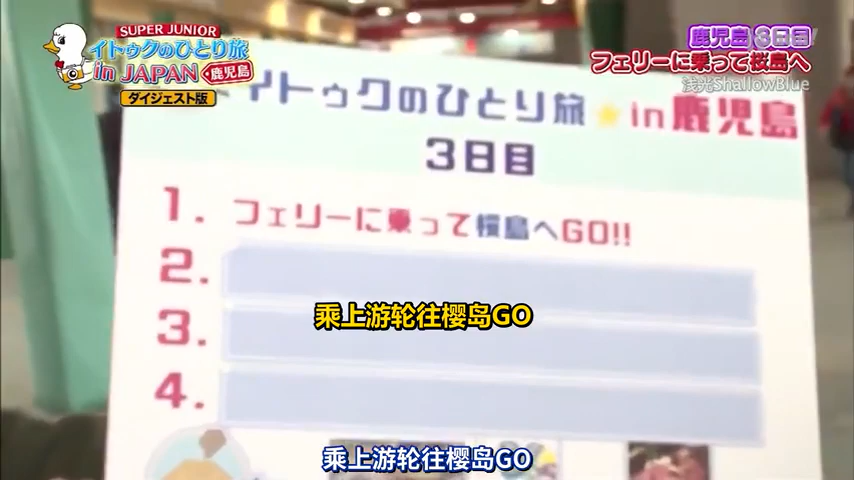 SUPER JUNIOR
イトゥクのひとり旅
in JAPAN 鹿児島
ダイジェスト版
鹿児島 3日目
フェリーに乗って桜島へ
浅光ShallowBlue
イトゥクのひとり旅★in鹿児島
3日目
1. フェリーに乗って桜島へGO!!
2.
3.
乘上游轮往樱岛GO
4.
乘上游轮往樱岛GO